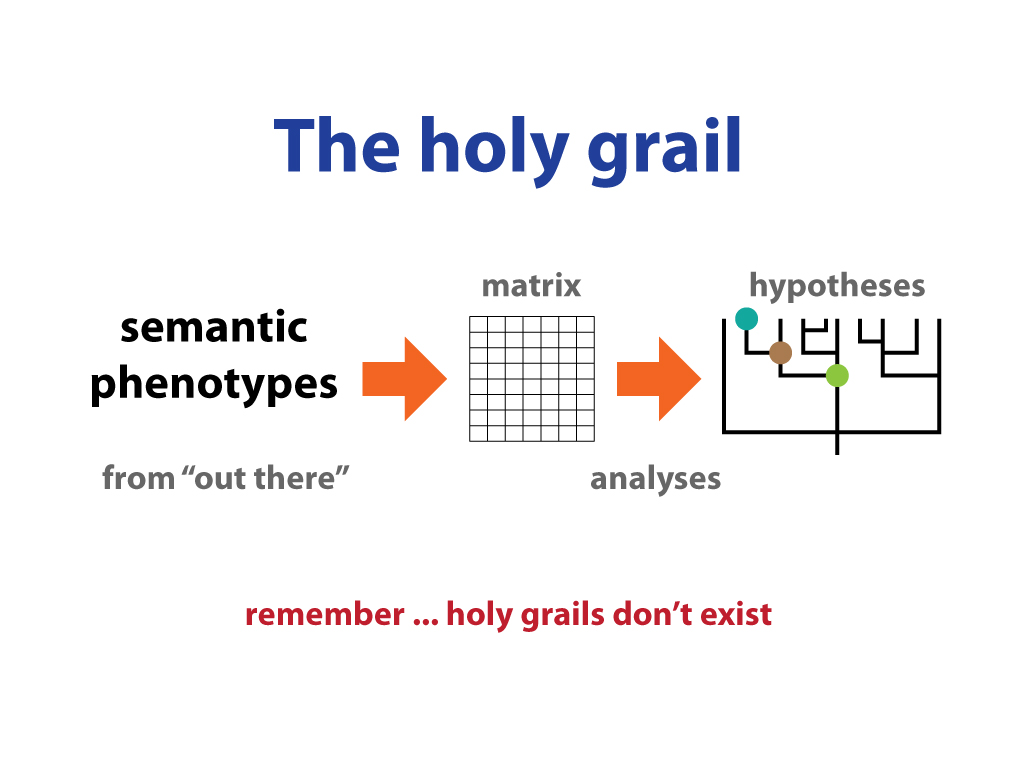 The holy grail
matrix
hypotheses
semantic
phenotypes
from “out there”
analyses
remember ... holy grails don’t exist